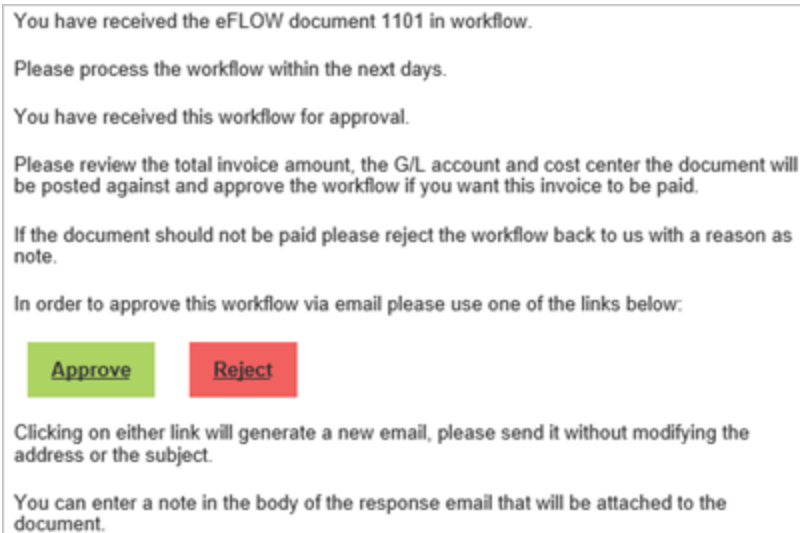 You have received the eFLOW document 1101 in workflow.
Please process the workflow within the next days.
You have received this workflow for approval.
Please review the total invoice amount, the G/L account and cost center the document will
be posted against and approve the workflow if you want this invoice to be paid.
If the document should not be paid please reject the workflow back to us with a reason as
note.
In order to approve this workflow via email please use one of the links below:
Approve Reject
Clicking on either link will generate a new email, please send it without modifying the
address or the subject.
You can enter a note in the body of the response email that will be attached to the
document.